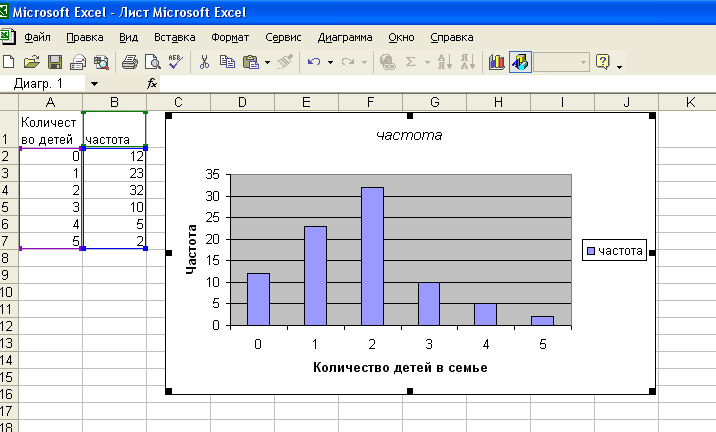 Microsoft Excel - Лист Microsoft Excel
Файл Правка Вид Вставка Формат Сервис Диаграмма Окно Справка
Диагр. 1 fx
A B C D E F G H I J K
1 Количест
во детей частота
2 0 12
3 1 23
4 2 32
5 3 10
6 4 5
7 5 2
8
9
10
11
12
13
14
15
16
17
18
частота
Частота
35
30
25
20
15
10
5
0
0 1 2 3 4 5
Количество детей в семье
частота